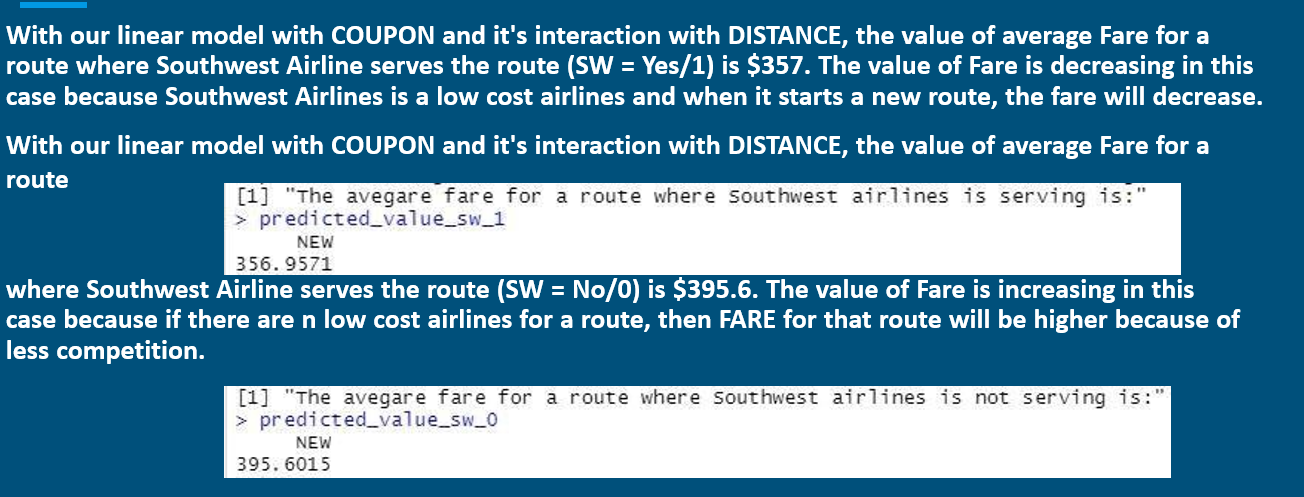 With our linear model with COUPON and it's interaction with DISTANCE, the value of average Fare for a
route where Southwest Airline serves the route (SW = Yes/1) is $357. The value of Fare is decreasing in this
case because Southwest Airlines is a low cost airlines and when it starts a new route, the fare will decrease.
With our linear model with COUPON and it's interaction with DISTANCE, the value of average Fare for a
route
[1] "The avegare fare for a route where Southwest airlines is serving is:"
> predicted_value_sw_1
NEW
356.9571
where Southwest Airline serves the route (SW = No/0) is $395.6. The value of Fare is increasing in this
case because if there are n low cost airlines for a route, then FARE for that route will be higher because of
less competition.
[1] "The avegare fare for a route where Southwest airlines is not serving is:"
> predicted_value_sw_0
NEW
395.6015